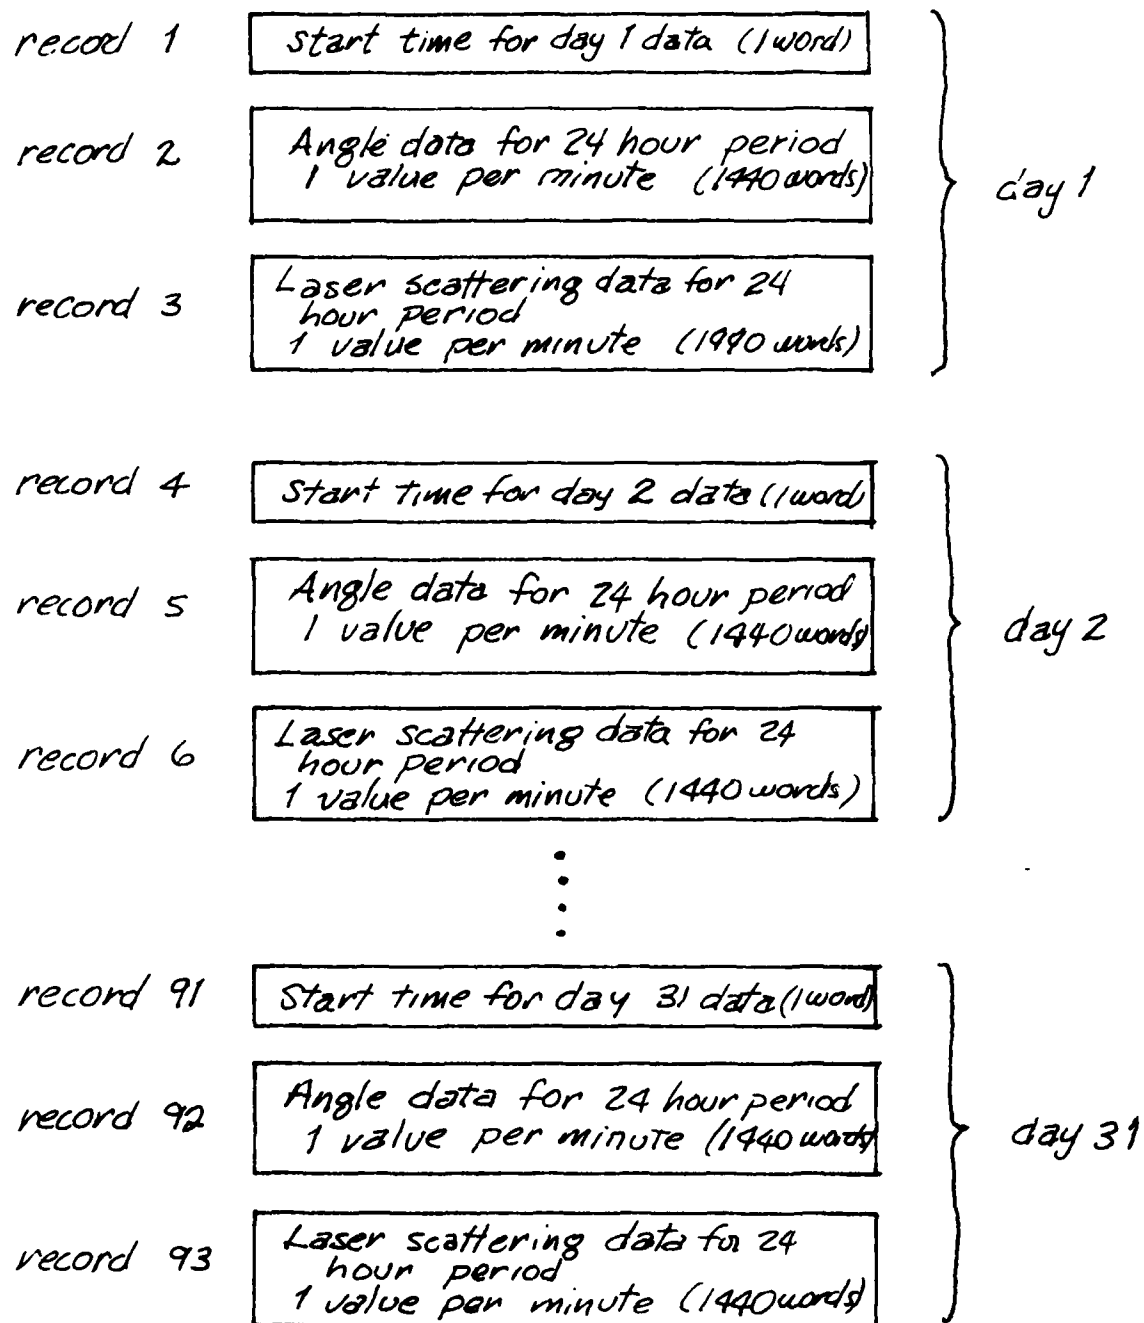 record 1
Start time for day 1 data (1 word)
record 2
Angle data for 24 hour period
1 value per minute (1440 words)
day 1
record 3
Laser scattering data for 24
hour period
1 value per minute (1440 words)
record 4
Start time for day 2 data (1 word
record 5
Angle data for 24 hour period
1 value per minute (1440 words)
day 2
record 6
Laser scattering data for 24
hour period
1 value per minute (1440 words)
record 91
Start time for day 31 data (1 word)
record 92
Angle data for 24 hour period
1 value per minute (1440 words)
day 31
record 93
Laser scattering data for 24
hour period
1 value per minute (1440 words)